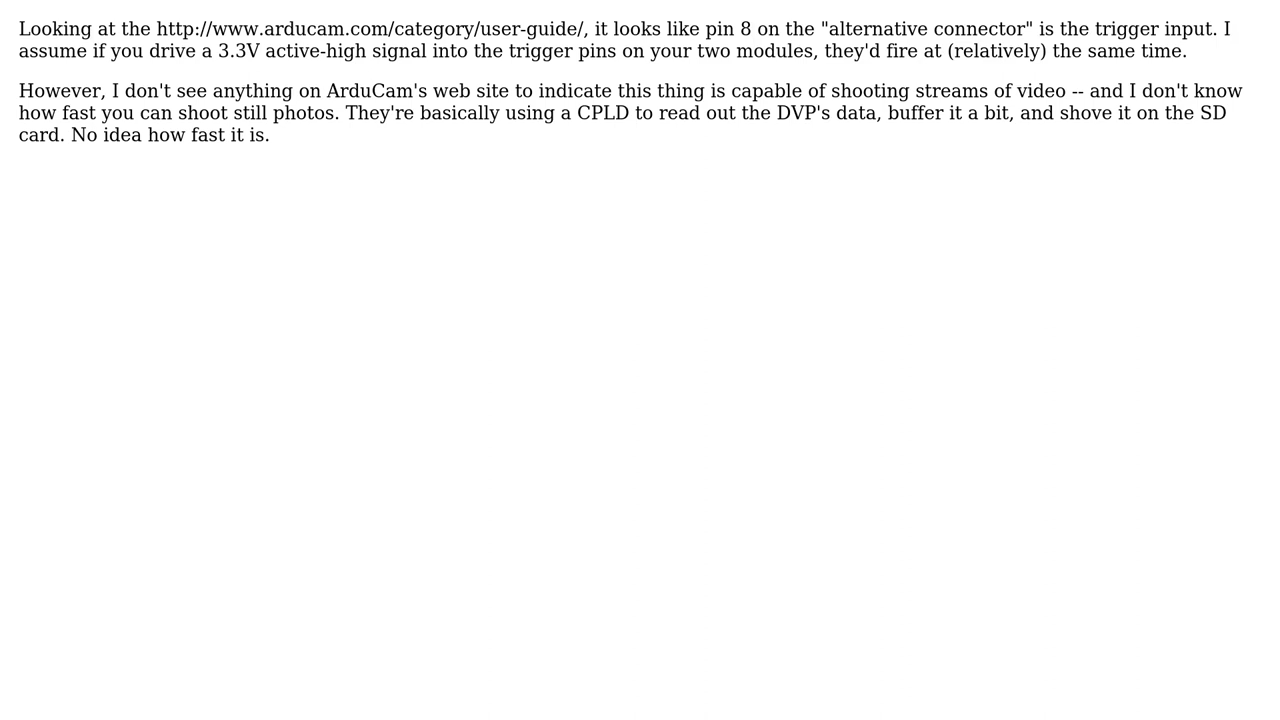 Looking at the http://www.arducam.com/category/user-guide/, it looks like pin 8 on the "alternative connector" is the trigger input. I
assume if you drive a 3.3V active-high signal into the trigger pins on your two modules, they'd fire at (relatively) the same time.
However, I don't see anything on ArduCam's web site to indicate this thing is capable of shooting streams of video -- and I don't know
how fast you can shoot still photos. They're basically using a CPLD to read out the DVP's data, buffer it a bit, and shove it on the SD
card. No idea how fast it is.